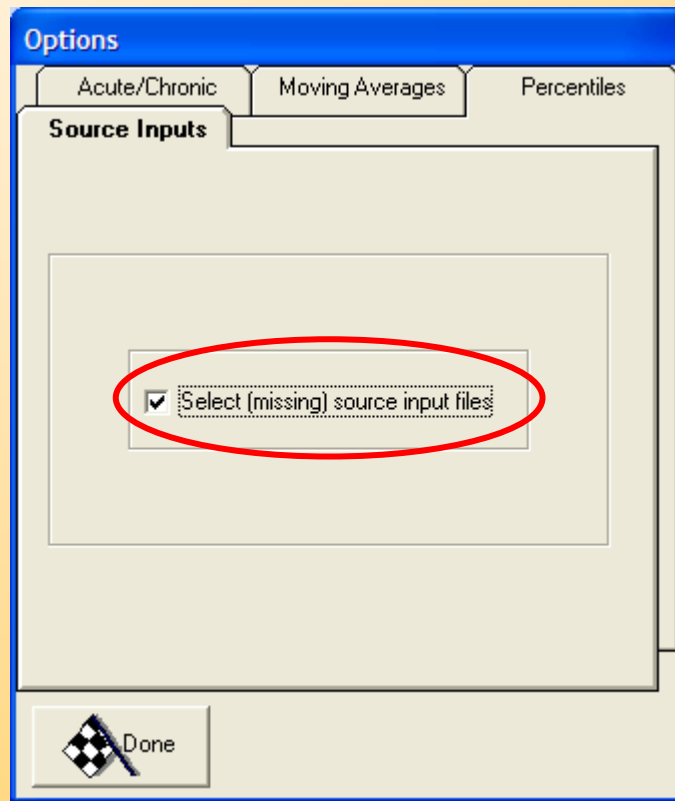 Options
Acute/Chronic Moving Averages Percentiles
Source Inputs
Select (missing) source input files
Done